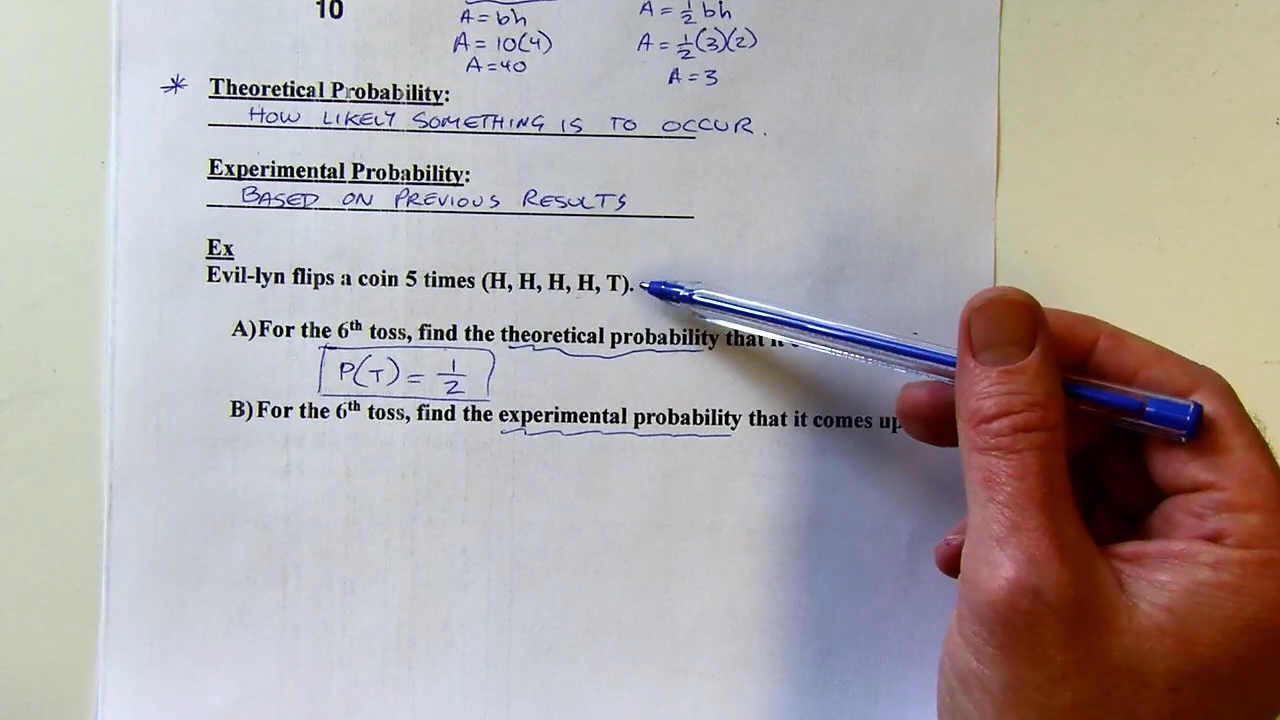 10
A = bh
A = ½ bh
A = 10(4)
A = ½(3)(2)
A = 40
A = 3
* Theoretical Probability:
HOW LIKELY SOMETHING IS TO OCCUR.
Experimental Probability:
BASED ON PREVIOUS RESULTS
Ex
Evil-lyn flips a coin 5 times (H, H, H, H, T).
A) For the 6th toss, find the theoretical probability that it
P(T) = 1/2
B) For the 6th toss, find the experimental probability that it comes up